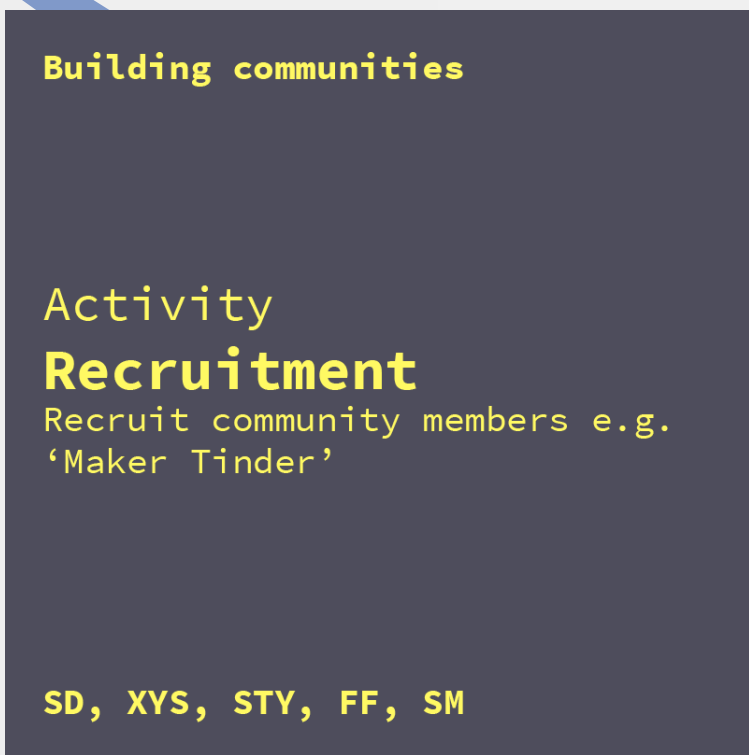 Building communities
Activity
Recruitment
Recruit community members e.g.
‘Maker Tinder’
SD, XYS, STY, FF, SM